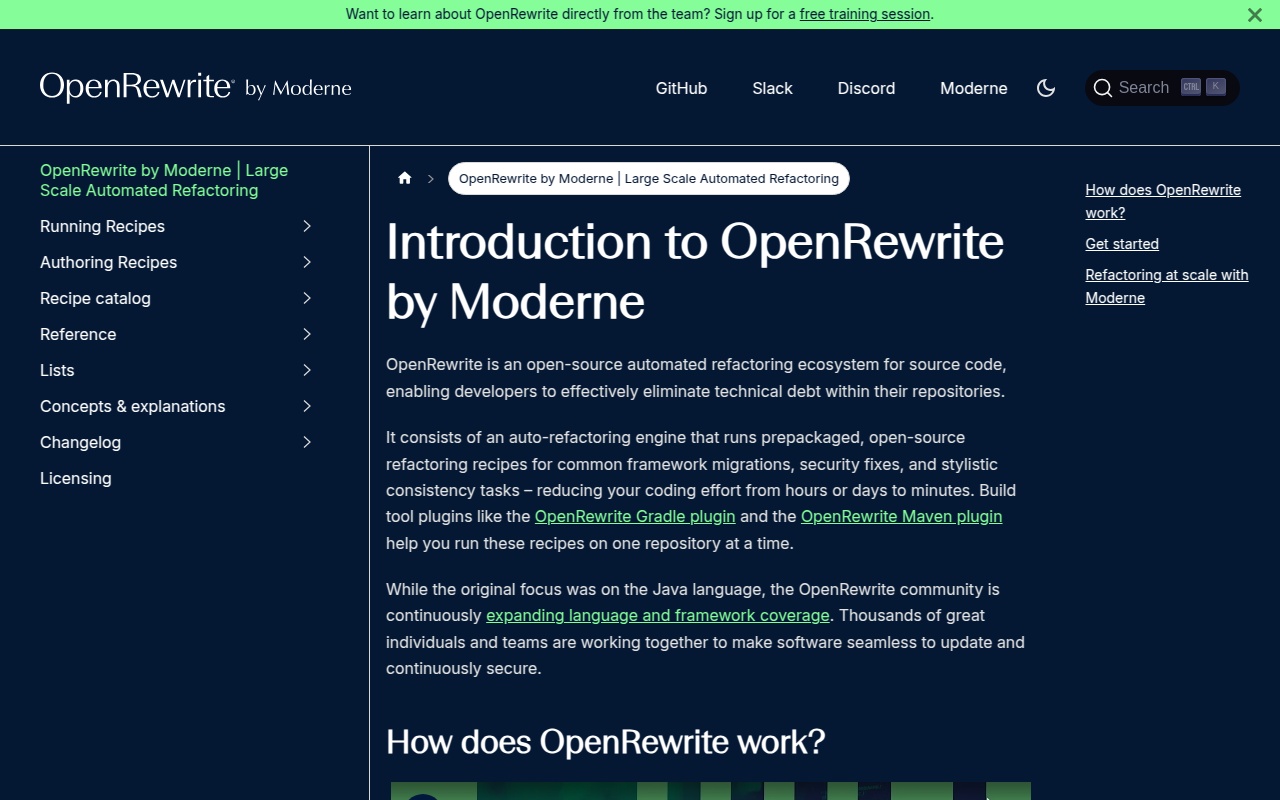 Want to learn about OpenRewrite directly from the team? Sign up for a free training session.
OpenRewrite by Moderne
GitHub
Slack
Discord
Moderne
Search
CTRL
K
OpenRewrite by Moderne | Large
Scale Automated Refactoring
Running Recipes
Authoring Recipes
Recipe catalog
Reference
Lists
Concepts & explanations
Changelog
Licensing
OpenRewrite by Moderne | Large Scale Automated Refactoring
Introduction to OpenRewrite
by Moderne
OpenRewrite is an open-source automated refactoring ecosystem for source code,
enabling developers to effectively eliminate technical debt within their repositories.
It consists of an auto-refactoring engine that runs prepackaged, open-source
refactoring recipes for common framework migrations, security fixes, and stylistic
consistency tasks – reducing your coding effort from hours or days to minutes. Build
tool plugins like the OpenRewrite Gradle plugin and the OpenRewrite Maven plugin
help you run these recipes on one repository at a time.
While the original focus was on the Java language, the OpenRewrite community is
continuously expanding language and framework coverage. Thousands of great
individuals and teams are working together to make software seamless to update and
continuously secure.
How does OpenRewrite work?
How does OpenRewrite
work?
Get started
Refactoring at scale with
Moderne